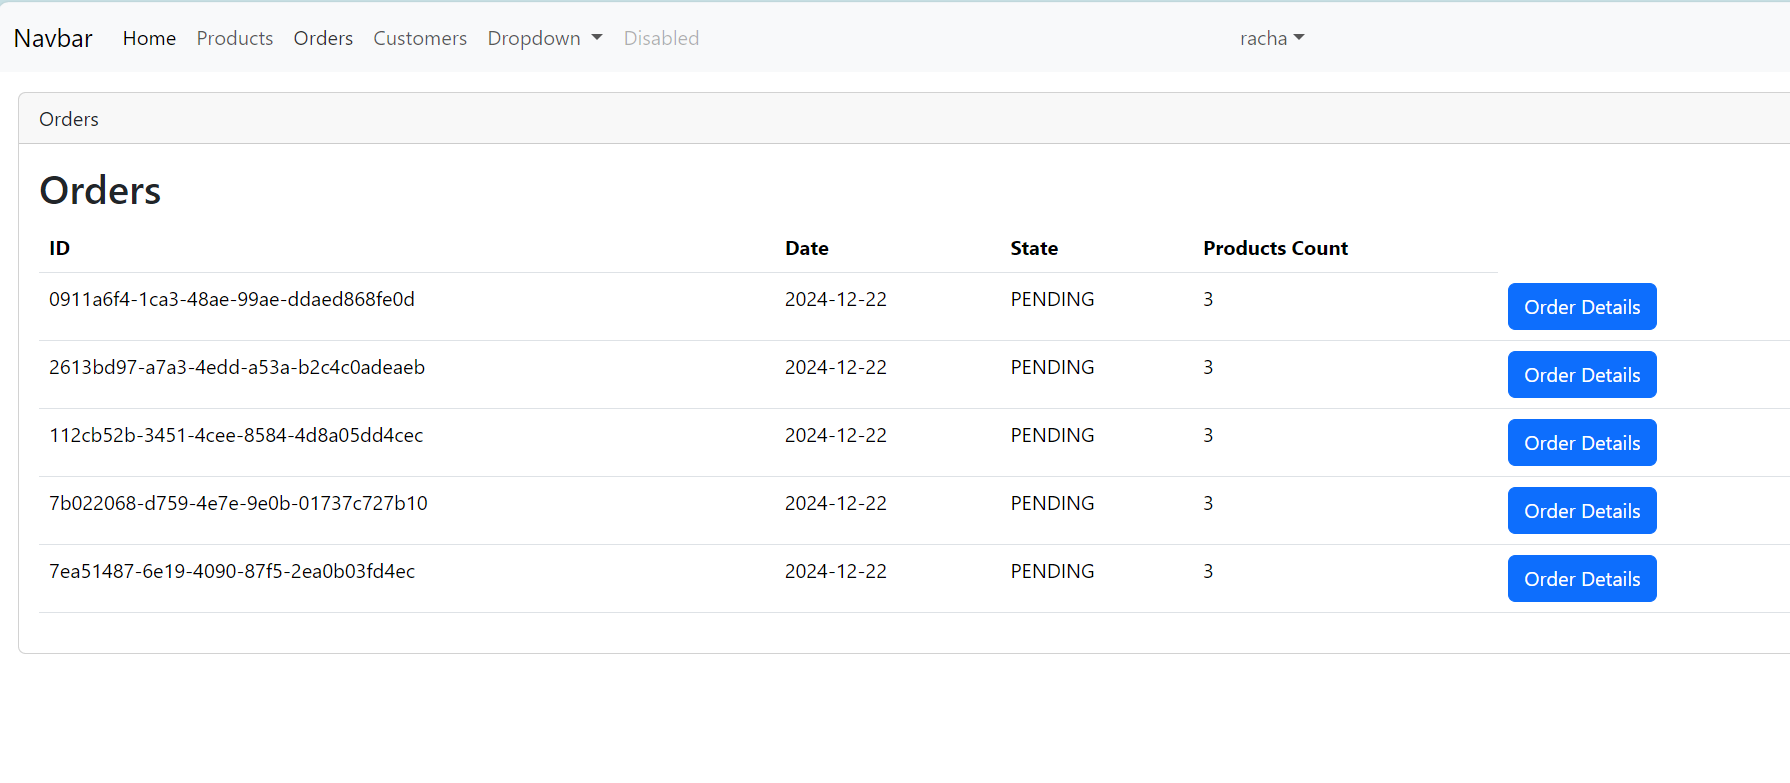 Navbar Home Products Orders Customers Dropdown Disabled racha
Orders
Orders
ID Date State Products Count
0911a6f4-1ca3-48ae-99ae-ddaed868fe0d 2024-12-22 PENDING 3 Order Details
2613bd97-a7a3-4edd-a53a-b2c4c0adeaeb 2024-12-22 PENDING 3 Order Details
112cb52b-3451-4cee-8584-4d8a05dd4cec 2024-12-22 PENDING 3 Order Details
7b022068-d759-4e7e-9e0b-01737c727b10 2024-12-22 PENDING 3 Order Details
7ea51487-6e19-4090-87f5-2ea0b03fd4ec 2024-12-22 PENDING 3 Order Details